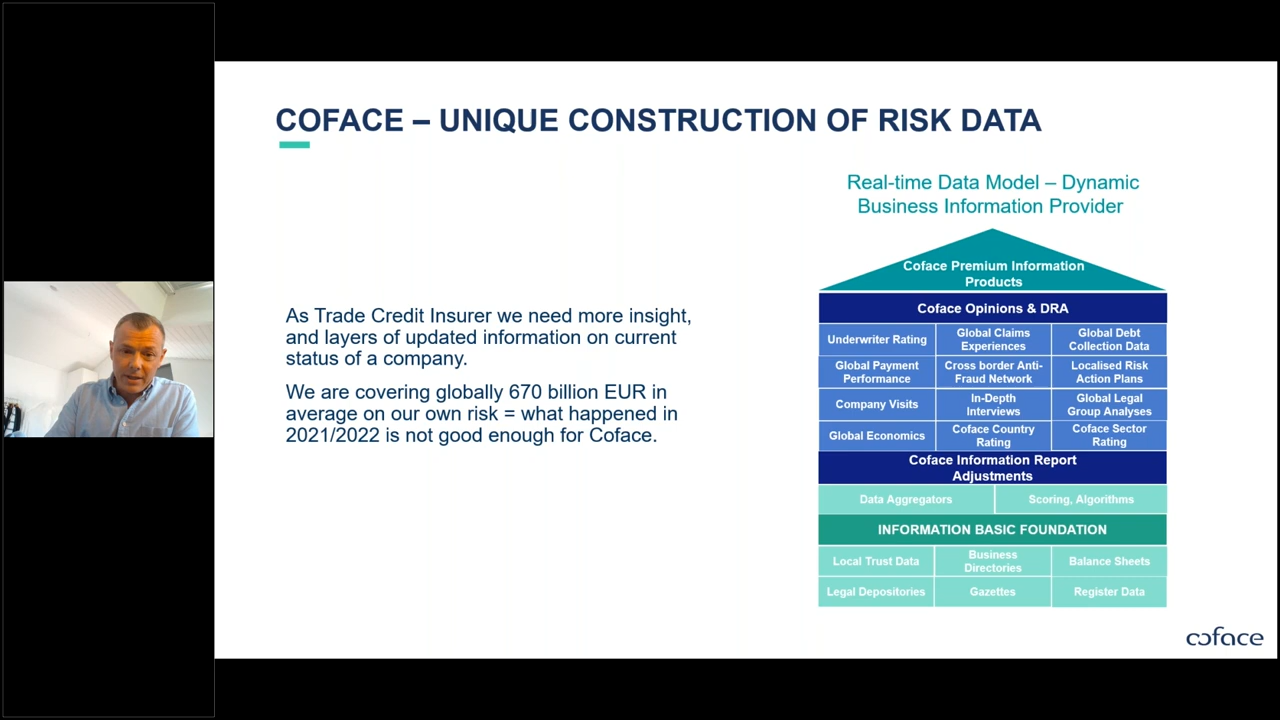 COFACE – UNIQUE CONSTRUCTION OF RISK DATA
Real-time Data Model – Dynamic
Business Information Provider
As Trade Credit Insurer we need more insight,
and layers of updated information on current
status of a company.
We are covering globally 670 billion EUR in
average on our own risk = what happened in
2021/2022 is not good enough for Coface.
Coface Premium Information
Products
Coface Opinions & DRA
Underwriter Rating
Global Claims
Experiences
Global Debt
Collection Data
Global Payment
Performance
Cross border Anti-
Fraud Network
Localised Risk
Action Plans
Company Visits
In-Depth
Interviews
Global Legal
Group Analyses
Global Economics
Coface Country
Rating
Coface Sector
Rating
Coface Information Report
Adjustments
Data Aggregators
Scoring, Algorithms
INFORMATION BASIC FOUNDATION
Local Trust Data
Business
Directories
Balance Sheets
Legal Depositories
Gazettes
Register Data
coface